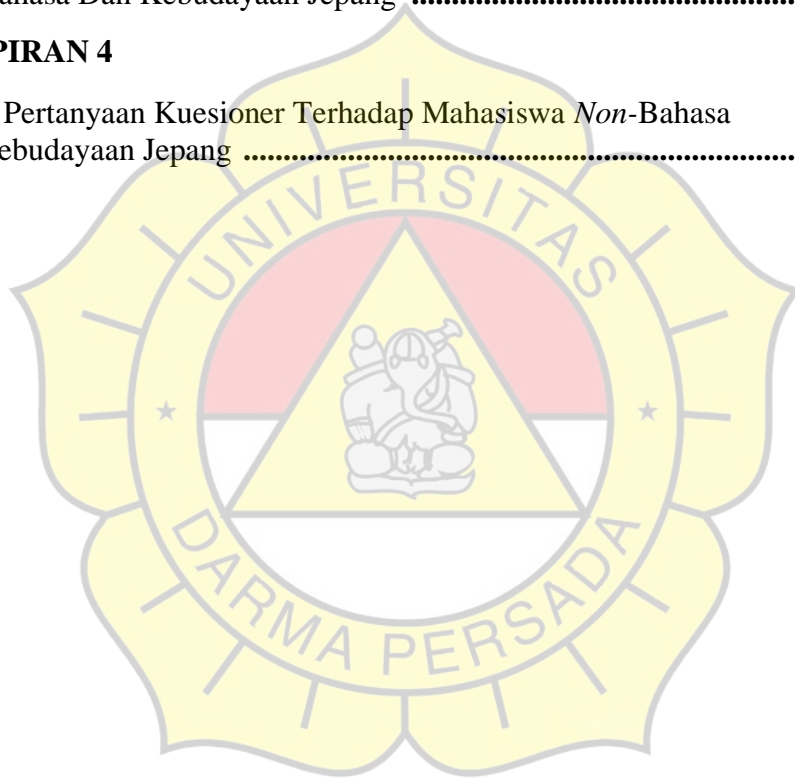 ahasa Dan Kebudayaan Jepang ................................................
PIRAN 4
Pertanyaan Kuesioner Terhadap Mahasiswa Non-Bahasa
ebudayaan Jepang .....................................................................
UNIVERSITAS
DARMA PERSADA